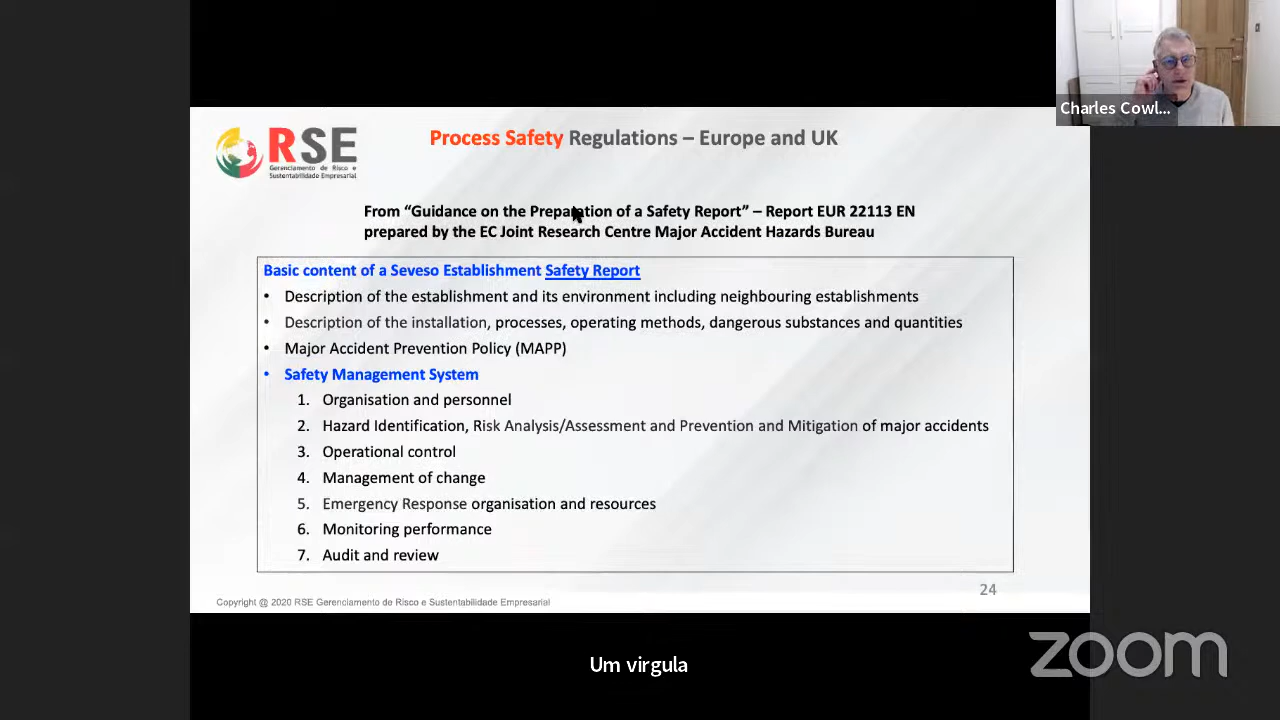 Charles Cowl...
RSE
Gerenciamento de Risco e
Sustentabilidade Empresarial
Process Safety Regulations – Europe and UK
From “Guidance on the Preparation of a Safety Report” – Report EUR 22113 EN
prepared by the EC Joint Research Centre Major Accident Hazards Bureau
Basic content of a Seveso Establishment Safety Report
• Description of the establishment and its environment including neighbouring establishments
• Description of the installation, processes, operating methods, dangerous substances and quantities
• Major Accident Prevention Policy (MAPP)
• Safety Management System
1. Organisation and personnel
2. Hazard Identification, Risk Analysis/Assessment and Prevention and Mitigation of major accidents
3. Operational control
4. Management of change
5. Emergency Response organisation and resources
6. Monitoring performance
7. Audit and review
24
Copyright @ 2020 RSE Gerenciamento de Risco e Sustentabilidade Empresarial
Um virgula
zoom